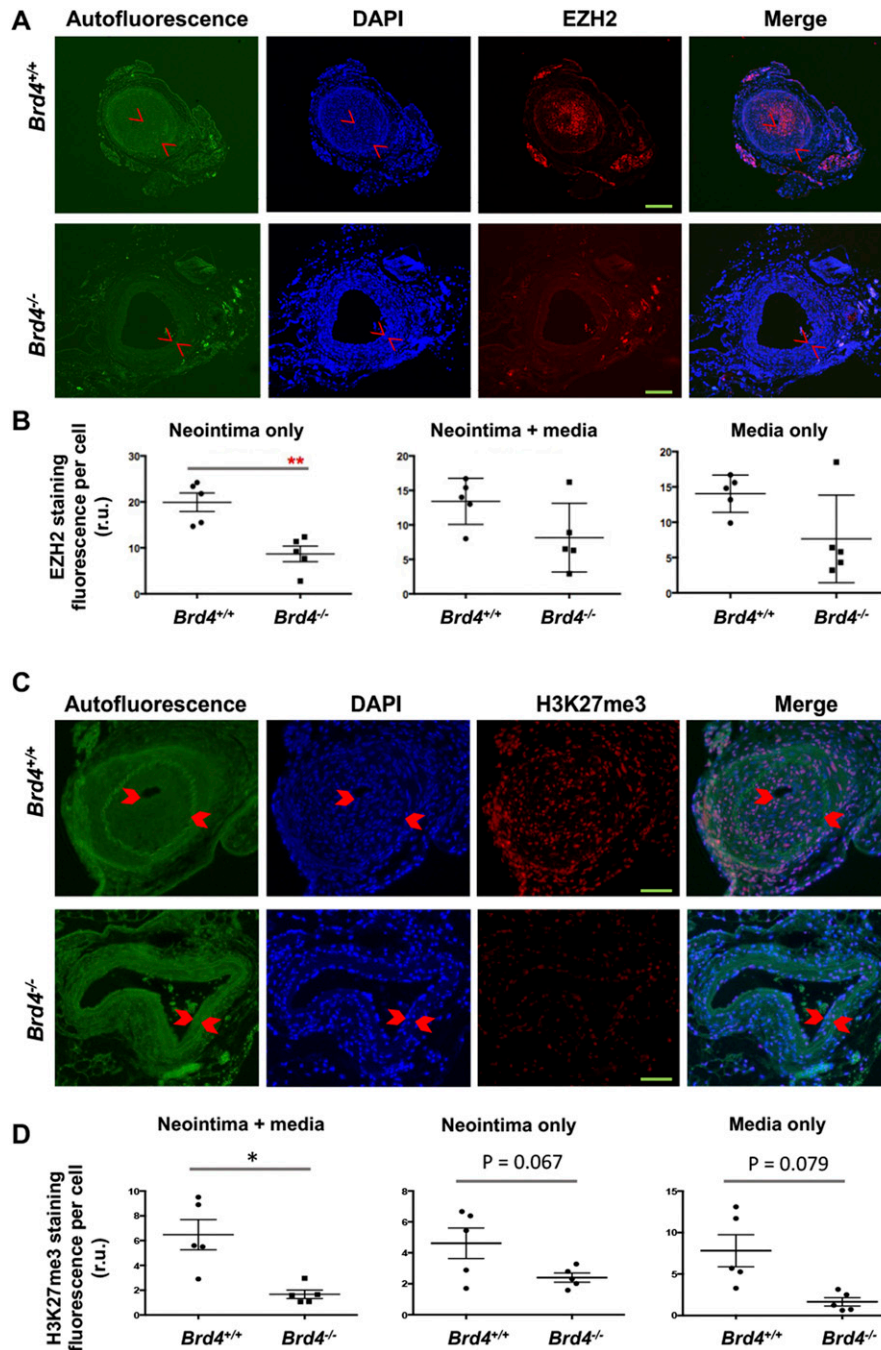 A
Autofluorescence DAPI EZH2 Merge
Brd4+/+
Brd4-/-
B
Neointima only Neointima + media Media only
EZH2 staining
fluorescence per cell
(r.u.)
30
20
10
0
**
Brd4+/+ Brd4-/-
20
15
10
5
0
Brd4+/+ Brd4-/-
20
15
10
5
0
Brd4+/+ Brd4-/-
C
Autofluorescence DAPI H3K27me3 Merge
Brd4+/+
Brd4-/-
D
Neointima + media Neointima only Media only
H3K27me3 staining
fluorescence per cell
(r.u.)
10
8
6
4
2
0
*
Brd4+/+ Brd4-/-
8
6
4
2
0
P = 0.067
Brd4+/+ Brd4-/-
15
10
5
0
P = 0.079
Brd4+/+ Brd4-/-